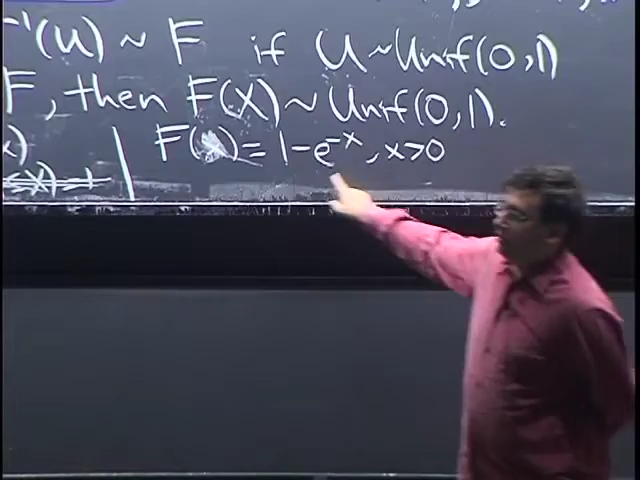 ⁻¹(U) ~ F if U~Unif(0,1)
F, then F(X)~Unif(0,1).
F(x)=1-e⁻ˣ, x>0